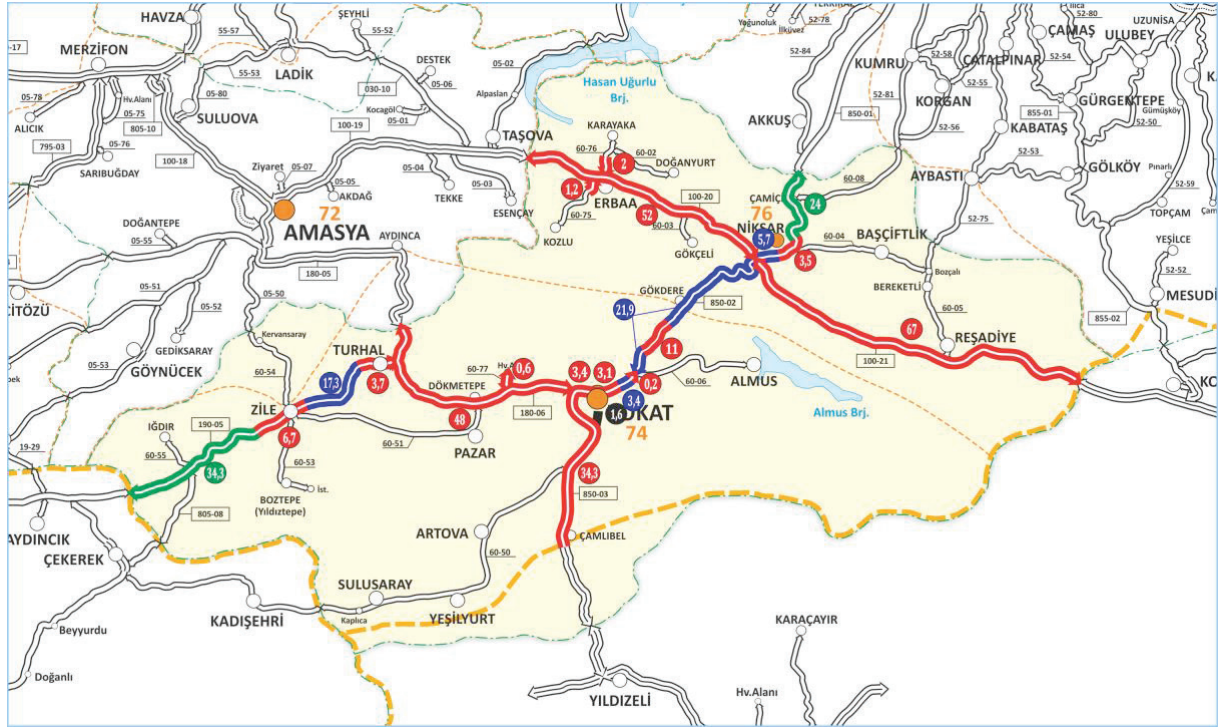 HAVZA
55-57
ŞEYHLİ
55-52
05-02
Yoğunoluk
İlküvez
52-78
52-80
UZUNİSA
ÇAMAŞ
ULUBEY
MERZİFON
LADİK
DESTEK
Hasan Uğurlu
Brj.
52-84
KUMRU
52-58
ÇATALPINAR
52-54
52-52
55-53
030-10
05-06
Alpaslan
05-78
Hv.Alanı
05-80
Kocagöl
05-01
52-81
52-55
KORGAN
850-01
855-01
GÜRGENTEPE
Gümüşköy
52-50
ALICIK
05-75
805-10
SULUOVA
100-19
TAŞOVA
KARAYAKA
AKKUŞ
52-56
KABATAŞ
795-03
05-76
SARIBUĞDAY
100-18
60-76
60-02
2
DOĞANYURT
52-53
GÖLKÖY
Ziyaret
05-07
05-04
60-08
AYBASTI
Pınarlı
05-05
AKDAĞ
TEKKE
05-03
ESENÇAY
1,2
ERBAA
100-20
ÇAMİÇİ
24
52-59
TOPÇAM
DOĞANTEPE
72
AMASYA
60-75
52
76
NİKSAR
52-75
05-55
AYDINCA
KOZLU
60-03
GÖKÇELİ
5,7
3,5
60-04
BAŞÇİFTLİK
YEŞİLCE
180-05
Bozçalı
52-52
05-51
05-50
GÖKDERE
850-02
BEREKETLİ
MESUDİ
05-52
21,9
60-05
855-02
Kervansaray
GEDİKSARAY
TURHAL
11
67
REŞADİYE
05-53
GÖYNÜCEK
60-54
17,3
3,7
DÖKMETEPE
60-77
0,6
3,4
3,1
100-21
ALMUS
0,2
60-06
ZİLE
48
180-06
3,4
Almus Brj.
İĞDIR
190-05
6,7
1,6
74
19-29
60-51
PAZAR
60-55
34,3
60-53
34,3
850-03
BOZTEPE
(Yıldıztepe)
İst.
805-08
AYDINCIK
ARTOVA
ÇAMLIBEL
ÇEKEREK
60-50
SULUSARAY
KADIŞEHRİ
Kaplıca
YEŞİLYURT
Beyyurdu
KARAÇAYIR
Doğanlı
YILDIZELİ
Hv.Alanı